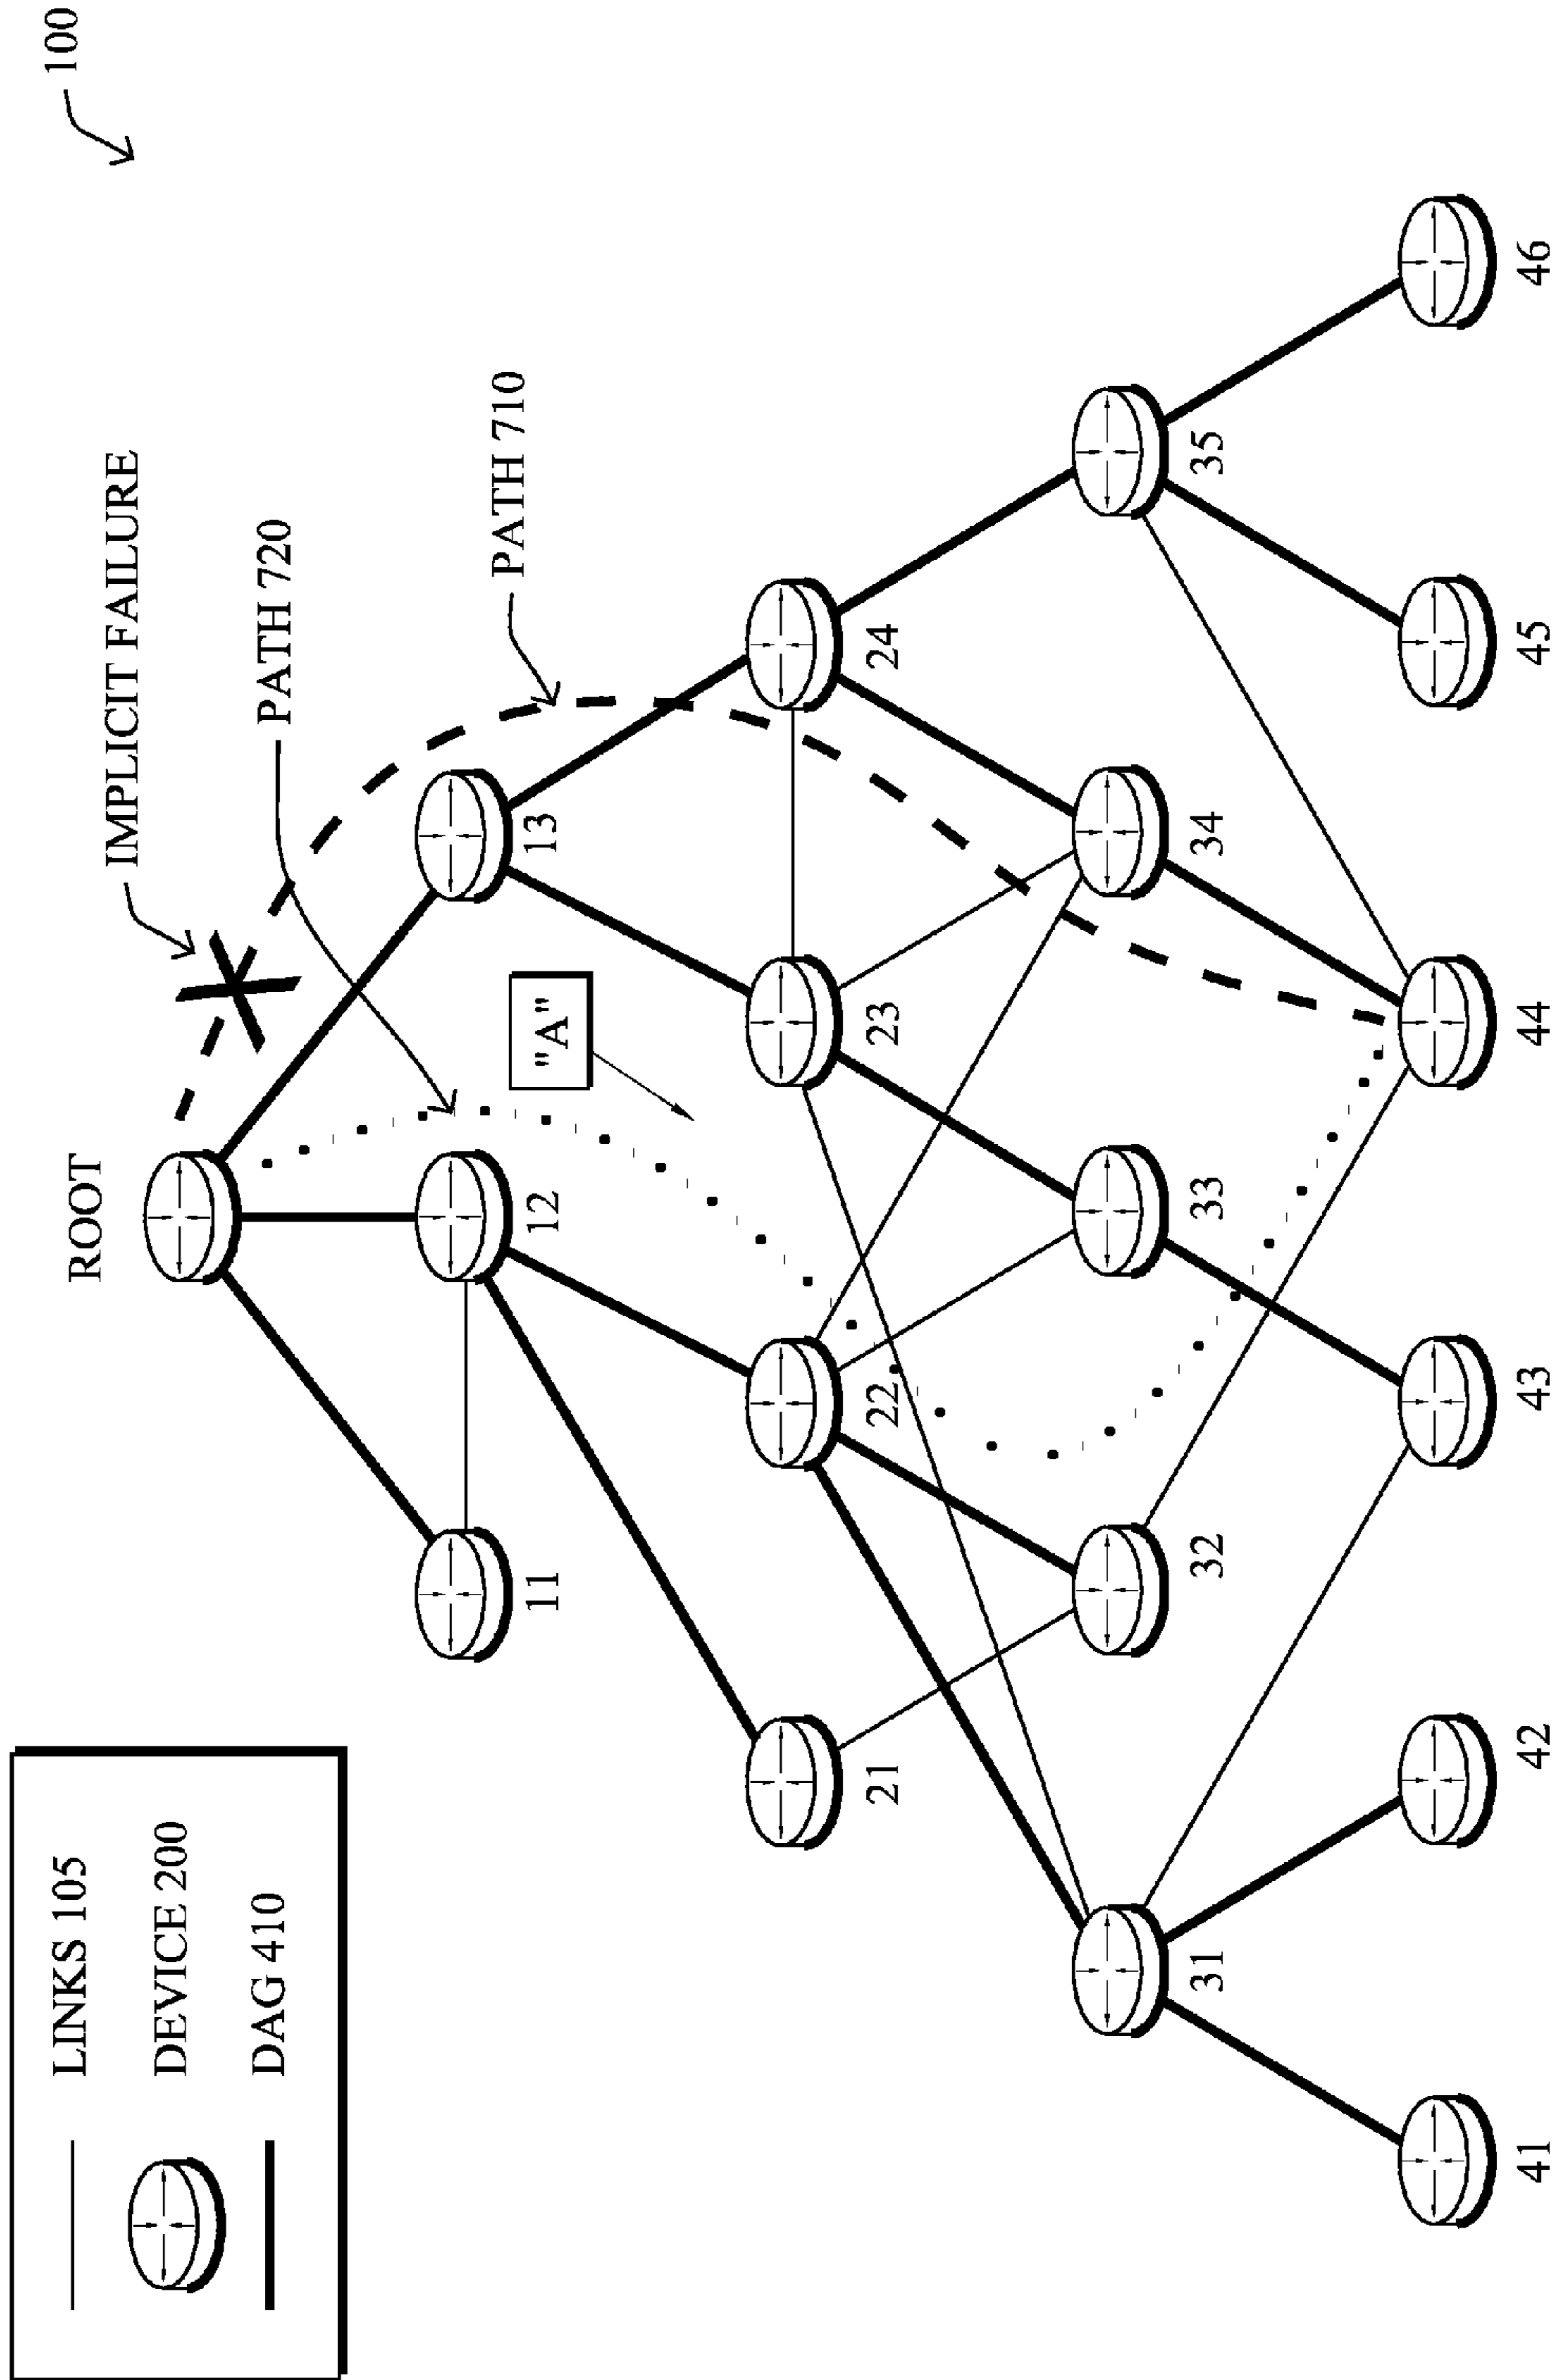 LINKS 105
DEVICE 200
DAG 410
100
IMPLICIT FAILURE
PATH 720
PATH 710
ROOT
"A"
11
12
13
21
22
23
24
31
32
33
34
35
41
42
43
44
45
46